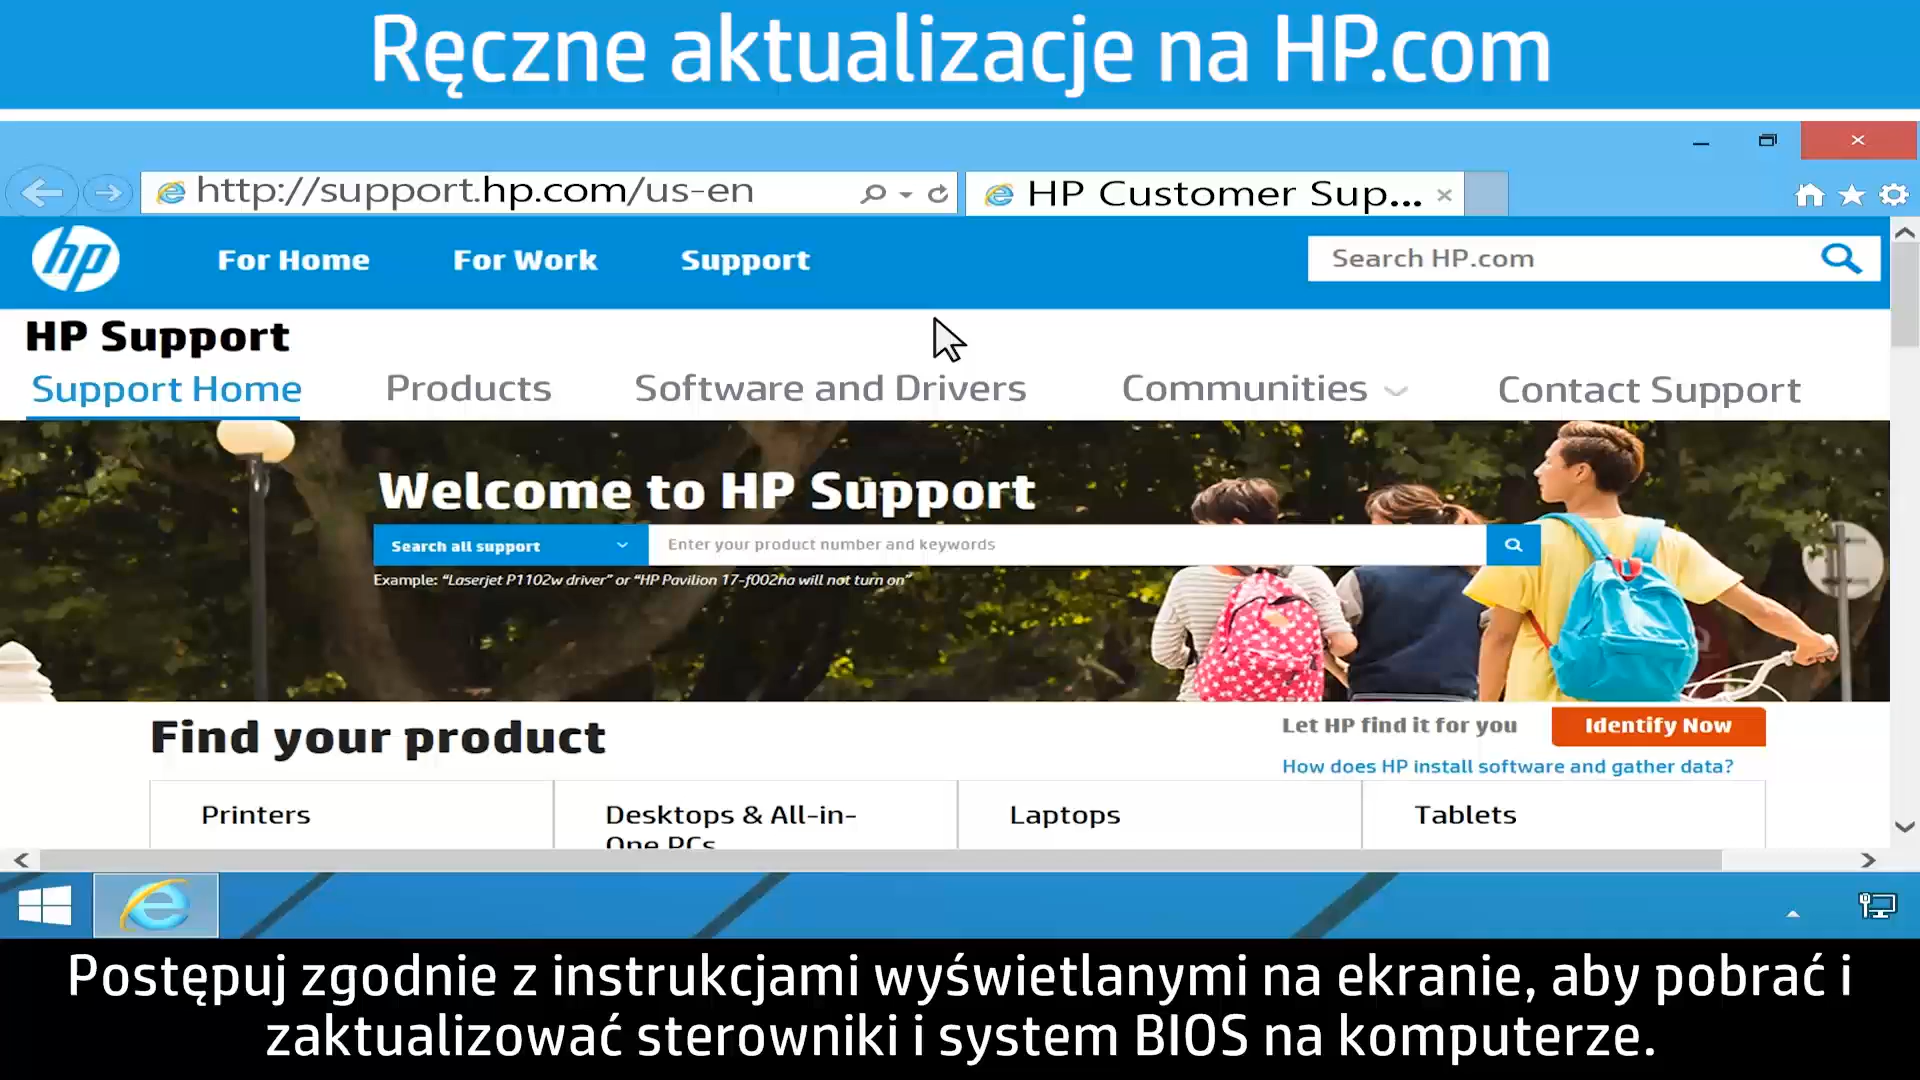 Ręczne aktualizacje na HP.com
http://support.hp.com/us-en
HP Customer Sup...
hp
For Home
For Work
Support
Search HP.com
HP Support
Support Home
Products
Software and Drivers
Communities
Contact Support
Welcome to HP Support
Search all support
Enter your product number and keywords
Example: “Laserjet P1102w driver” or “HP Pavilion 17-f002na will not turn on”
Find your product
Let HP find it for you
Identify Now
How does HP install software and gather data?
Printers
Desktops & All-in-
One PCs
Laptops
Tablets
Postępuj zgodnie z instrukcjami wyświetlanymi na ekranie, aby pobrać i
zaktualizować sterowniki i system BIOS na komputerze.